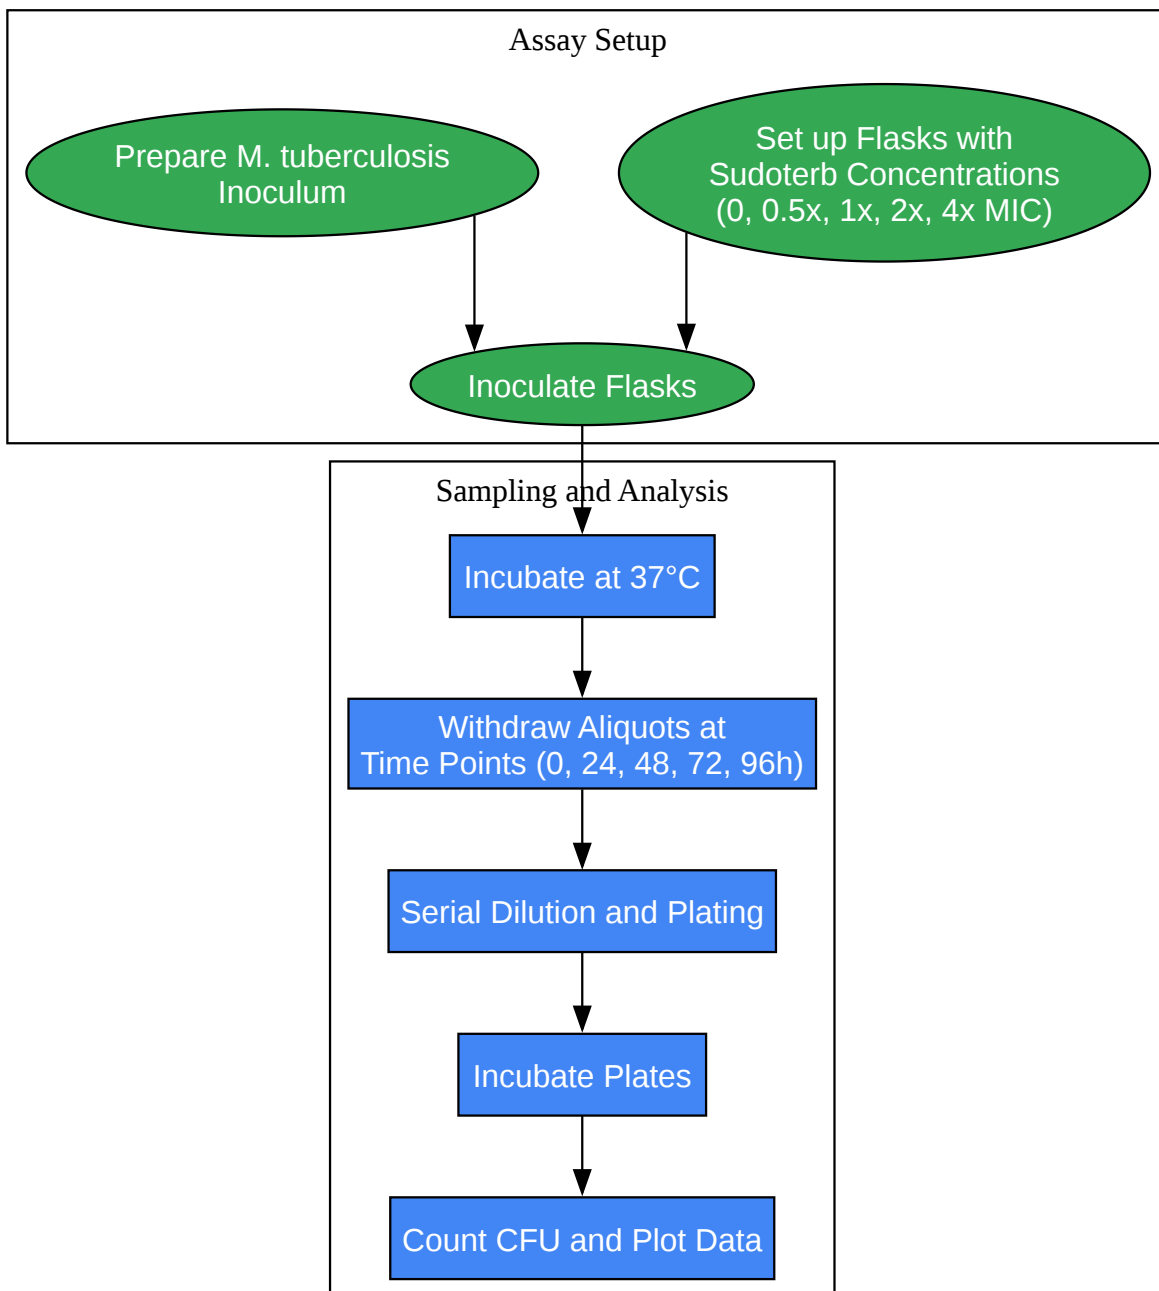 Assay Setup
Prepare M. tuberculosis
Inoculum
Set up Flasks with
Sudoterb Concentrations
(0, 0.5x, 1x, 2x, 4x MIC)
Inoculate Flasks
Sampling and Analysis
Incubate at 37°C
Withdraw Aliquots at
Time Points (0, 24, 48, 72, 96h)
Serial Dilution and Plating
Incubate Plates
Count CFU and Plot Data